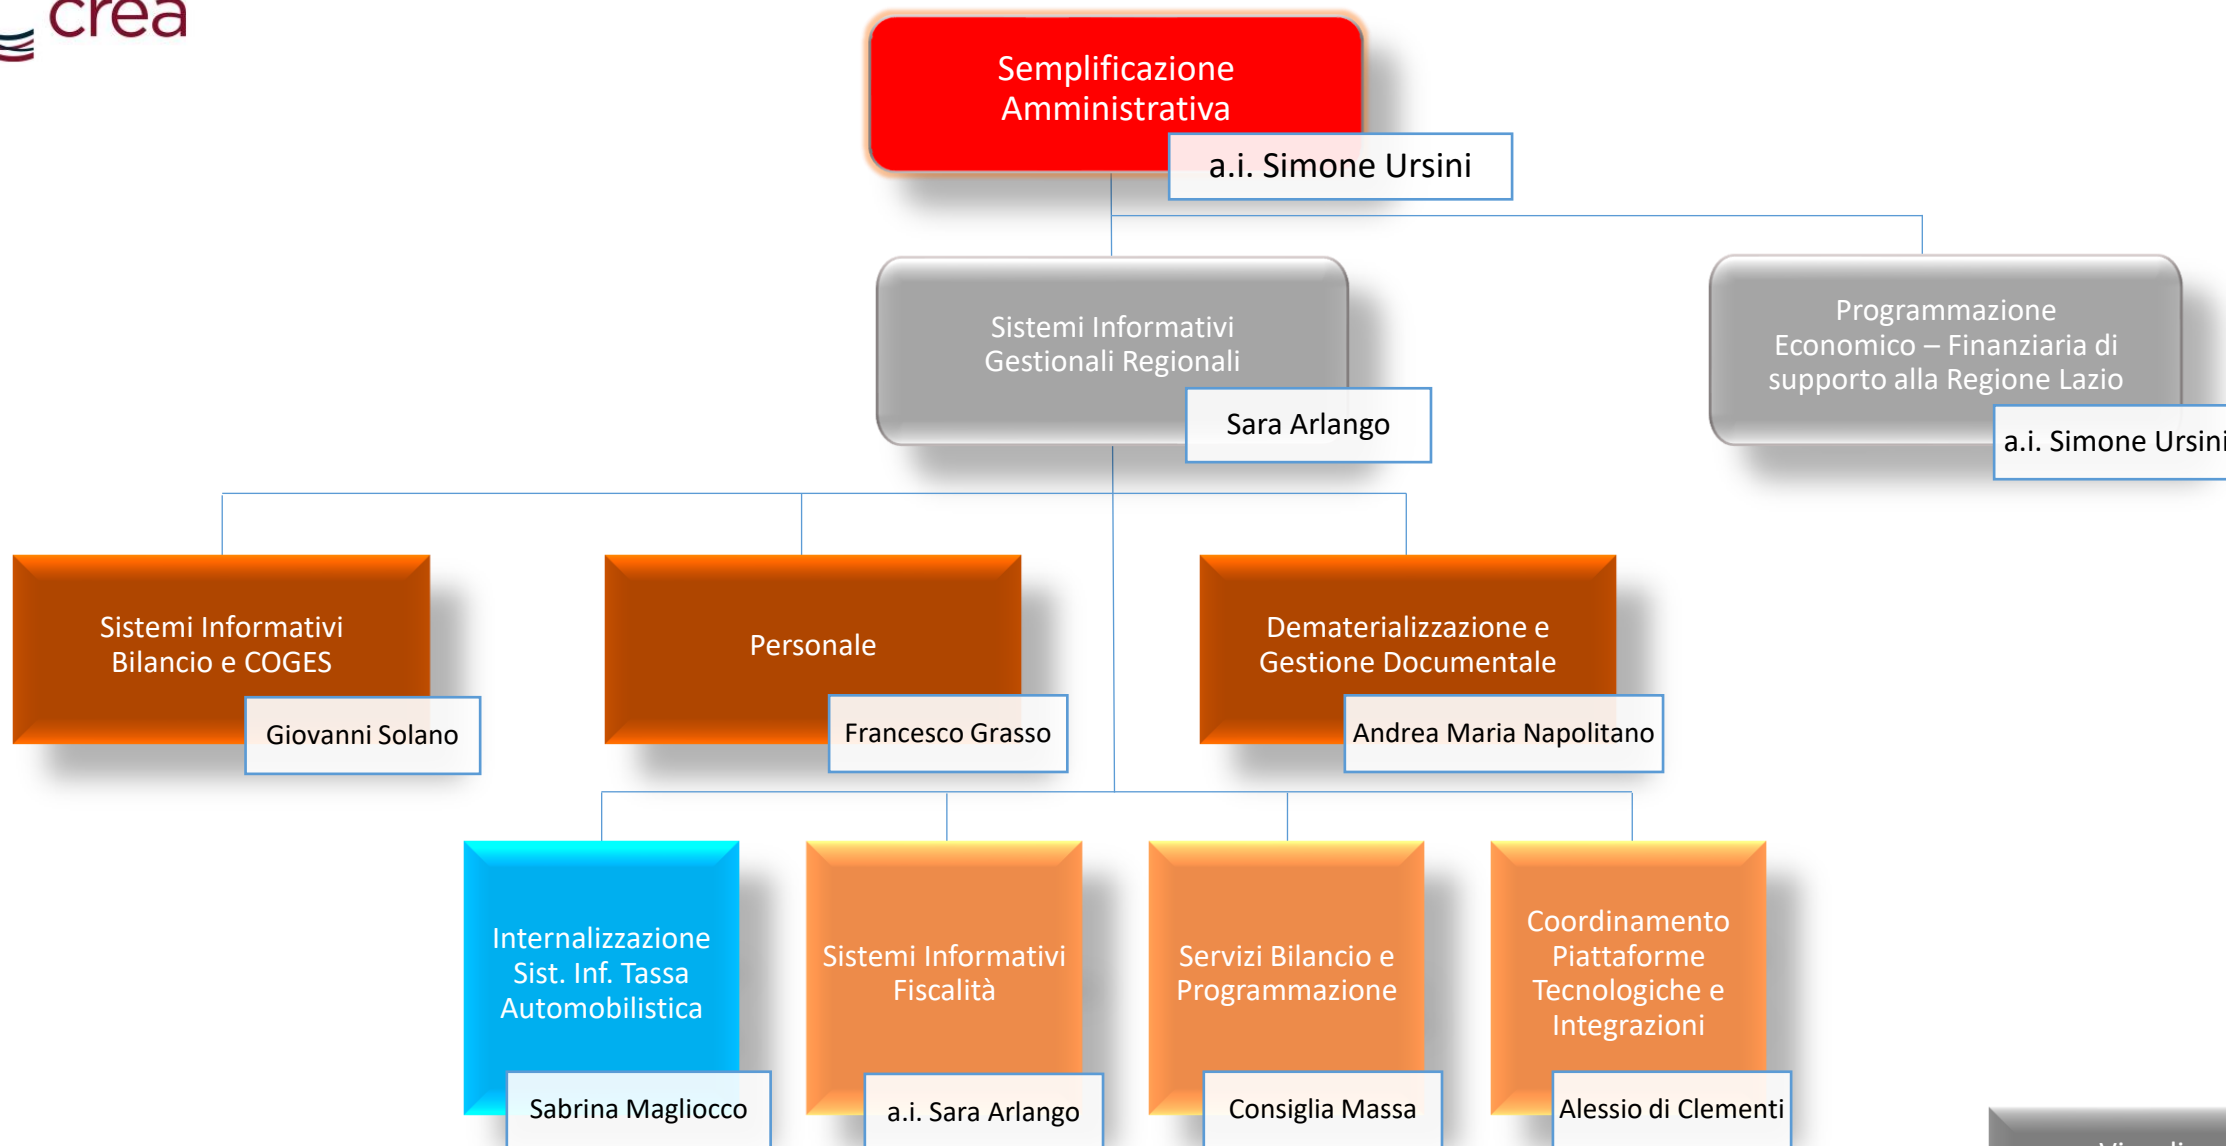 crea
Semplificazione
Amministrativa
a.i. Simone Ursini
Sistemi Informativi
Gestionali Regionali
Sara Arlango
Programmazione
Economico – Finanziaria di
supporto alla Regione Lazio
a.i. Simone Ursini
Sistemi Informativi
Bilancio e COGES
Giovanni Solano
Personale
Francesco Grasso
Dematerializzazione e
Gestione Documentale
Andrea Maria Napolitano
Internalizzazione
Sist. Inf. Tassa
Automobilistica
Sabrina Magliocco
Sistemi Informativi
Fiscalità
a.i. Sara Arlango
Servizi Bilancio e
Programmazione
Consiglia Massa
Coordinamento
Piattaforme
Tecnologiche e
Integrazioni
Alessio di Clementi